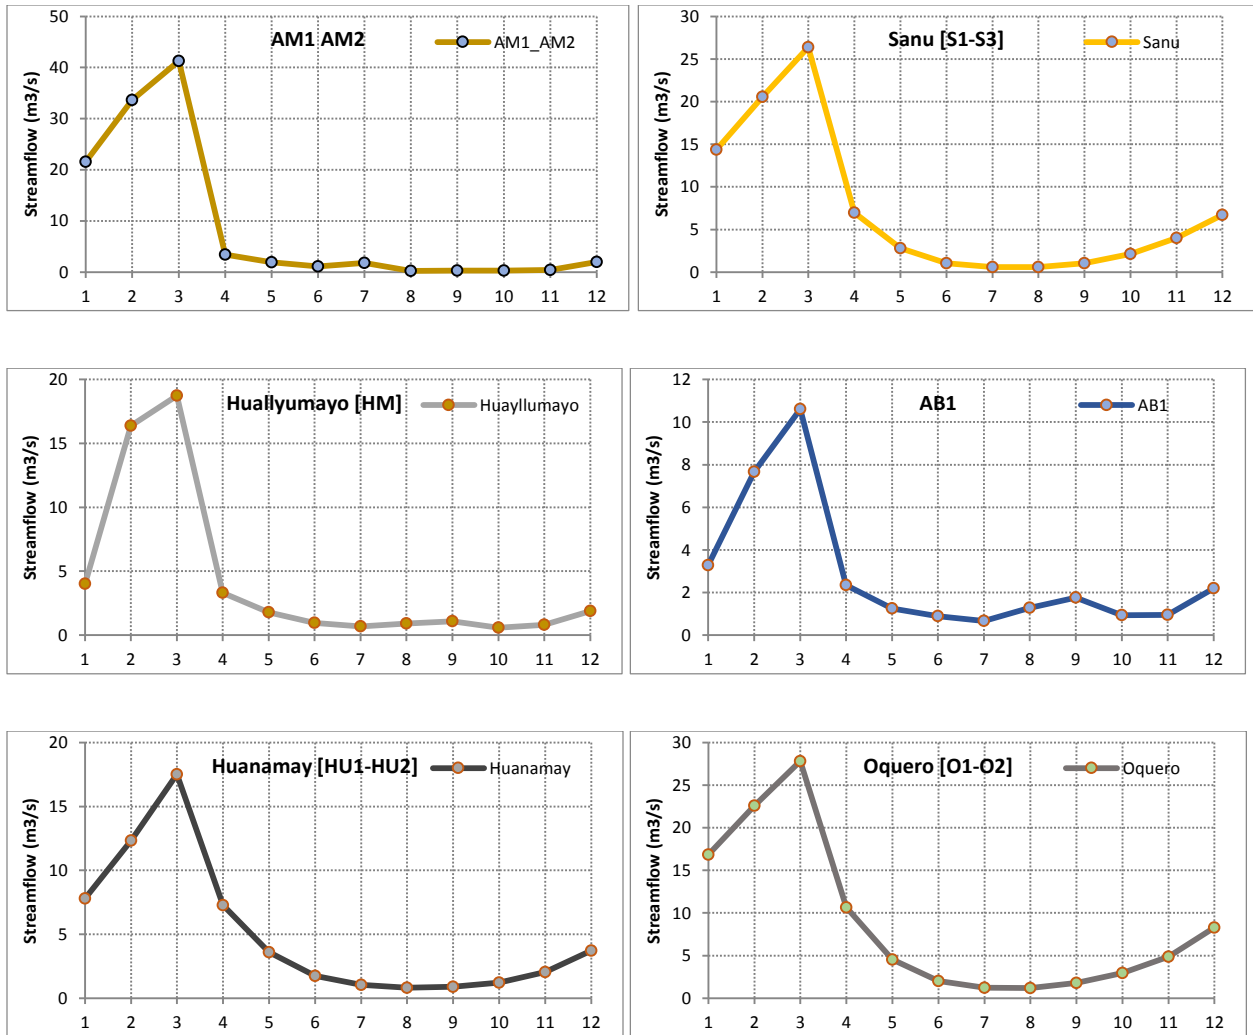 AM1 AM2
AM1_AM2
Streamflow (m3/s)
50
40
30
20
10
0
1 2 3 4 5 6 7 8 9 10 11 12
Sanu [S1-S3]
Sanu
Streamflow (m3/s)
30
25
20
15
10
5
0
1 2 3 4 5 6 7 8 9 10 11 12
Huallyumayo [HM]
Huayllumayo
Streamflow (m3/s)
20
15
10
5
0
1 2 3 4 5 6 7 8 9 10 11 12
AB1
AB1
Streamflow (m3/s)
12
10
8
6
4
2
0
1 2 3 4 5 6 7 8 9 10 11 12
Huanamay [HU1-HU2]
Huanamay
Streamflow (m3/s)
20
15
10
5
0
1 2 3 4 5 6 7 8 9 10 11 12
Oquero [O1-O2]
Oquero
Streamflow (m3/s)
30
25
20
15
10
5
0
1 2 3 4 5 6 7 8 9 10 11 12